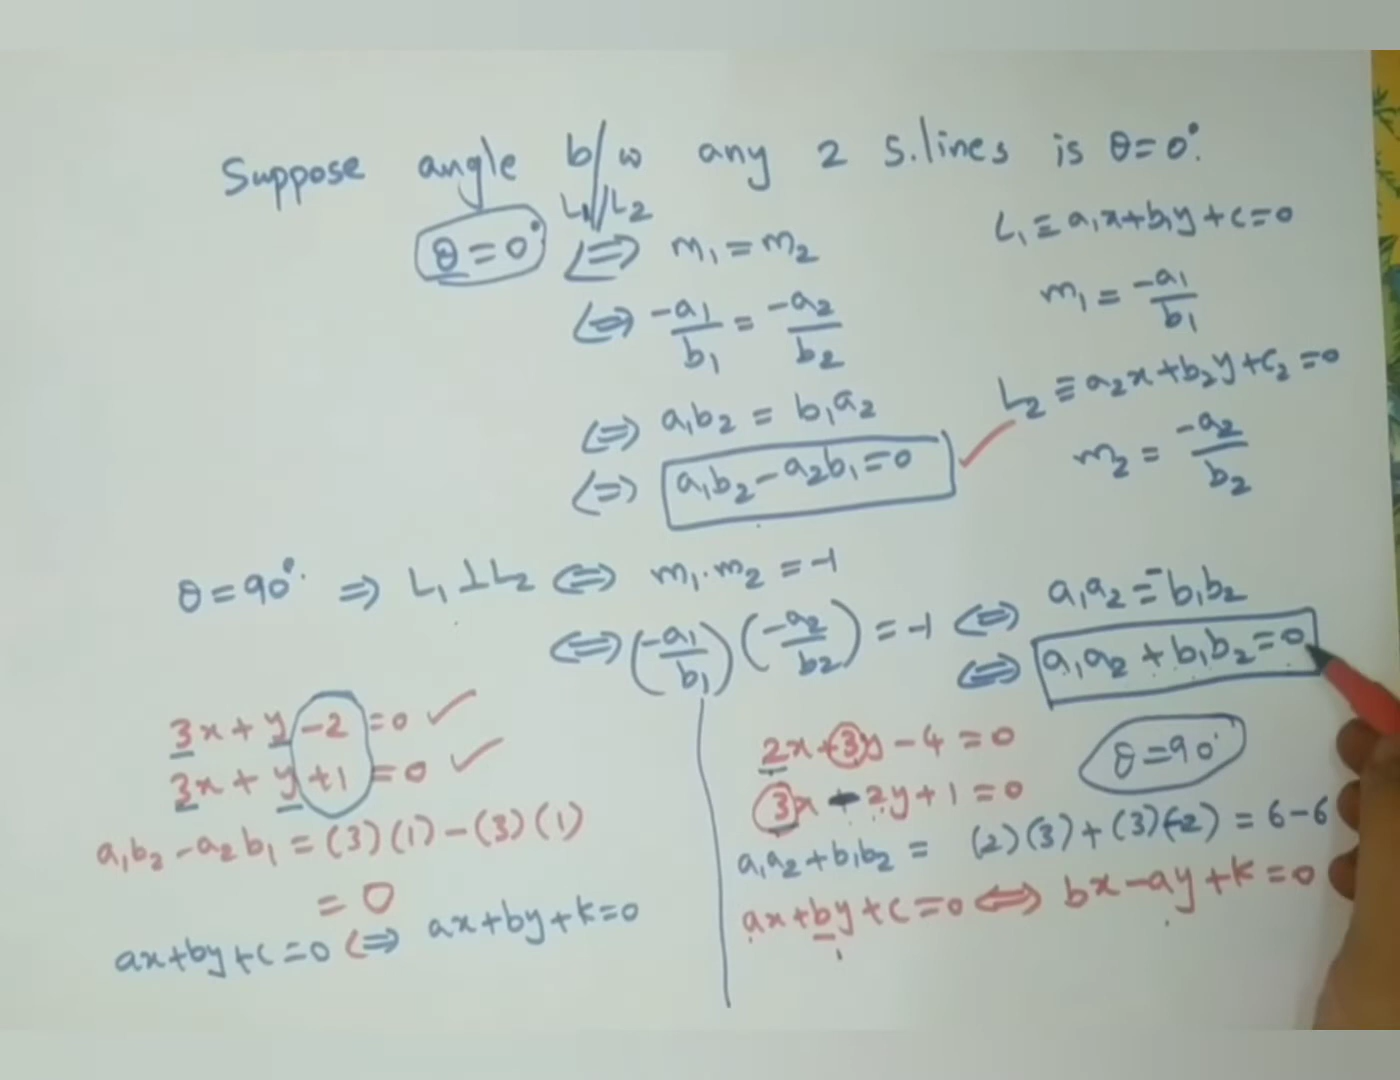 Suppose angle b/w any 2 s.lines is θ=0°.
L₁//L₂
θ=0° <=> m₁=m₂
L₁≡a₁x+b₁y+c=0
<=> -a₁/b₁ = -a₂/b₂
m₁ = -a₁/b₁
<=> a₁b₂ = b₁a₂
L₂≡a₂x+b₂y+c₂=0
<=> a₁b₂-a₂b₁=0 ✓
m₂ = -a₂/b₂
θ=90° => L₁⊥L₂ <=> m₁.m₂=-1
<=> (-a₁/b₁)(-a₂/b₂)=-1 <=> a₁a₂=-b₁b₂
<=> a₁a₂+b₁b₂=0
3x+y-2=0 ✓
3x+y+1=0 ✓
a₁b₂-a₂b₁=(3)(1)-(3)(1)
=0
ax+by+c=0 <=> ax+by+k=0
2x+3y-4=0
θ=90°
3x-2y+1=0
a₁a₂+b₁b₂= (2)(3)+(3)(-2)=6-6
ax+by+c=0 <=> bx-ay+k=0